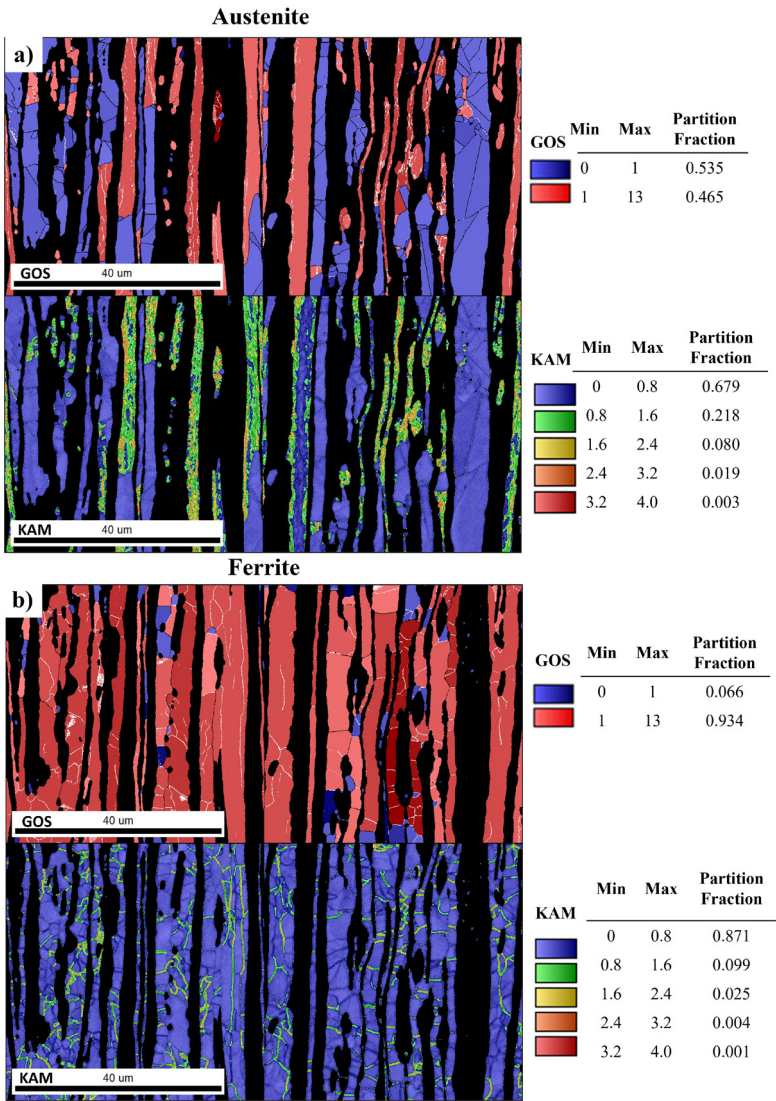 Austenite
a)
GOS
40 um
GOS Min Max Partition Fraction
0 1 0.535
1 13 0.465
KAM
40 um
KAM Min Max Partition Fraction
0 0.8 0.679
0.8 1.6 0.218
1.6 2.4 0.080
2.4 3.2 0.019
3.2 4.0 0.003
Ferrite
b)
GOS
40 um
GOS Min Max Partition Fraction
0 1 0.066
1 13 0.934
KAM
40 um
KAM Min Max Partition Fraction
0 0.8 0.871
0.8 1.6 0.099
1.6 2.4 0.025
2.4 3.2 0.004
3.2 4.0 0.001